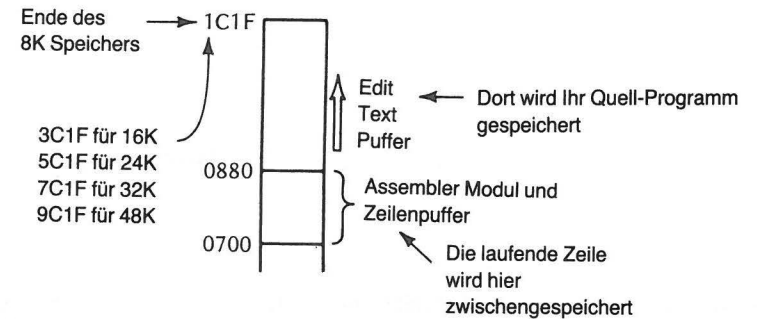 Ende des
8K Speichers
1C1F
3C1F für 16K
5C1F für 24K
7C1F für 32K
9C1F für 48K
Edit
Text
Puffer
Dort wird Ihr Quell-Programm
gespeichert
0880
Assembler Modul und
Zeilenpuffer
0700
Die laufende Zeile
wird hier
zwischengespeichert